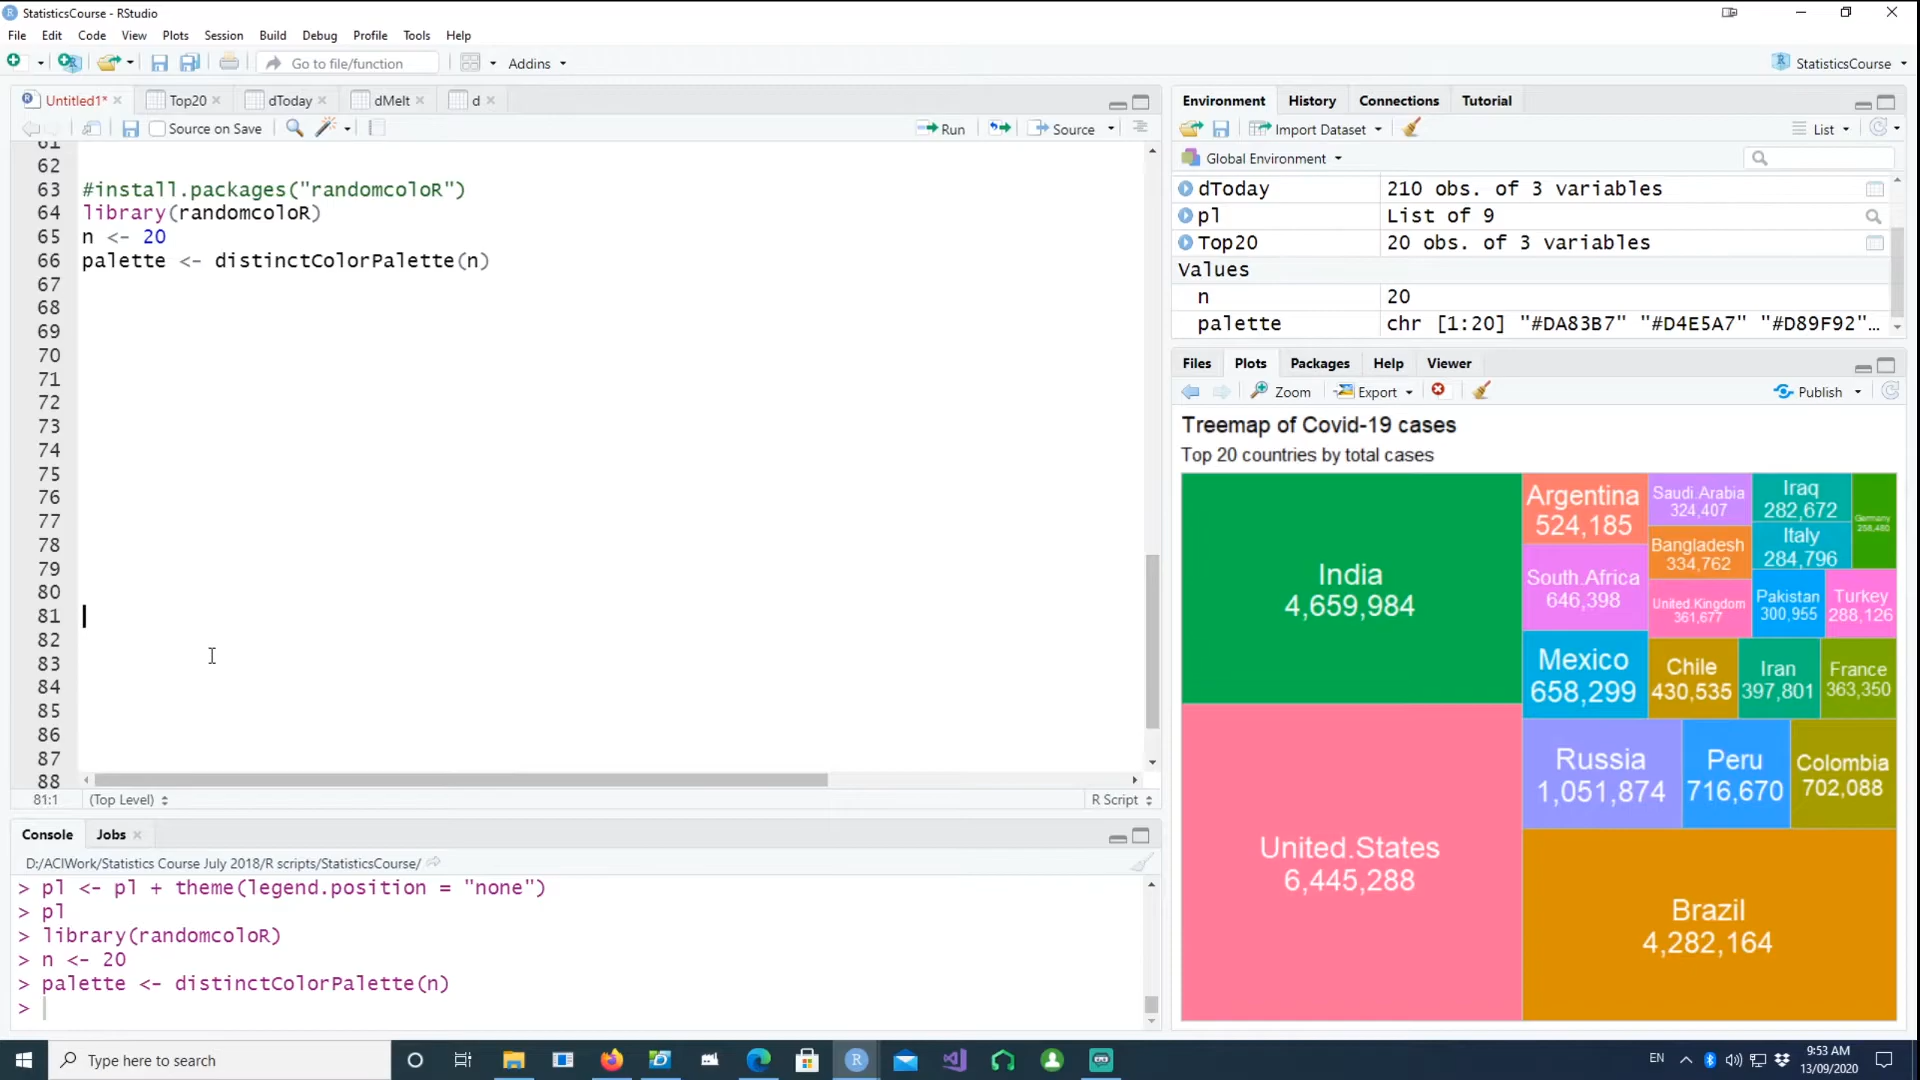 StatisticsCourse - RStudio
File Edit Code View Plots Session Build Debug Profile Tools Help
Go to file/function Addins StatisticsCourse
Untitled1* Top20 dToday dMelt d
Source on Save Run Source
61
62
63 #install.packages("randomcoloR")
64 library(randomcoloR)
65 n <- 20
66 palette <- distinctColorPalette(n)
67
68
69
70
71
72
73
74
75
76
77
78
79
80
81
82
83
84
85
86
87
88
81:1 (Top Level) R Script
Console Jobs
D:/ACIWork/Statistics Course July 2018/R scripts/StatisticsCourse/
> pl <- pl + theme(legend.position = "none")
> pl
> library(randomcoloR)
> n <- 20
> palette <- distinctColorPalette(n)
>
Environment History Connections Tutorial
Import Dataset List
Global Environment
dToday 210 obs. of 3 variables
pl List of 9
Top20 20 obs. of 3 variables
Values
n 20
palette chr [1:20] "#DA83B7" "#D4E5A7" "#D89F92"…
Files Plots Packages Help Viewer
Zoom Export Publish
Treemap of Covid-19 cases
Top 20 countries by total cases
India
4,659,984
United.States
6,445,288
Argentina
524,185
South.Africa
646,398
Mexico
658,299
Saudi.Arabia
324,407
Bangladesh
334,762
United.Kingdom
361,677
Iraq
282,672
Italy
284,796
Germany
258,480
Pakistan
300,955
Turkey
288,126
Chile
430,535
Iran
397,801
France
363,350
Russia
1,051,874
Peru
716,670
Colombia
702,088
Brazil
4,282,164
Type here to search
EN
9:53 AM
13/09/2020